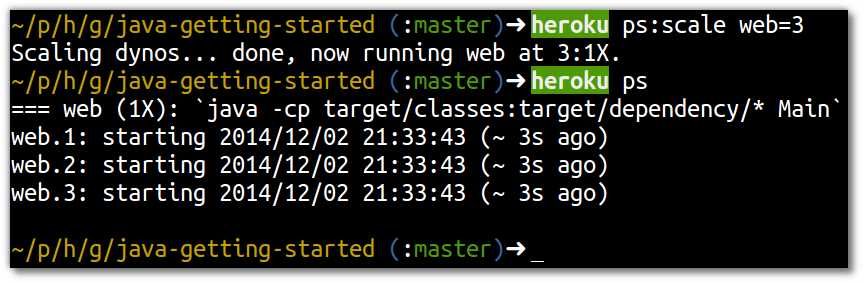 ~/p/h/g/java-getting-started (:master)➜heroku ps:scale web=3
Scaling dynos... done, now running web at 3:1X.
~/p/h/g/java-getting-started (:master)➜heroku ps
=== web (1X): `java -cp target/classes:target/dependency/* Main`
web.1: starting 2014/12/02 21:33:43 (~ 3s ago)
web.2: starting 2014/12/02 21:33:43 (~ 3s ago)
web.3: starting 2014/12/02 21:33:43 (~ 3s ago)
~/p/h/g/java-getting-started (:master)➜_